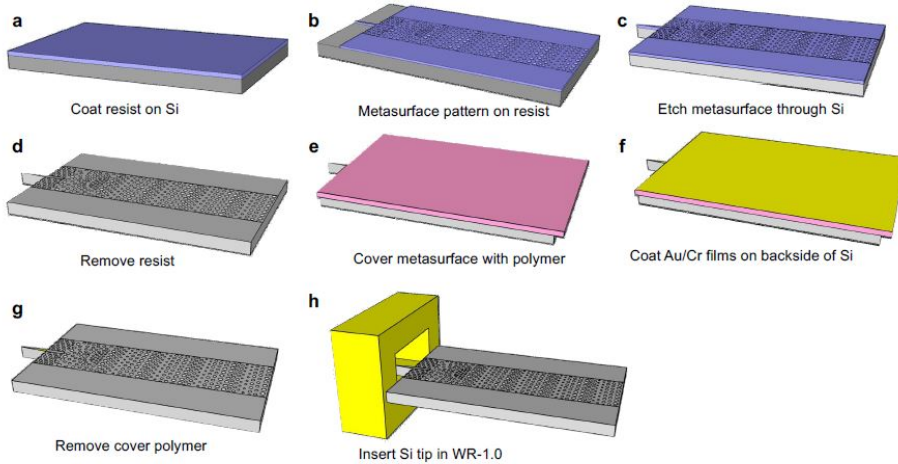 a
Coat resist on Si
b
Metasurface pattern on resist
c
Etch metasurface through Si
d
Remove resist
e
Cover metasurface with polymer
f
Coat Au/Cr films on backside of Si
g
Remove cover polymer
h
Insert Si tip in WR-1.0